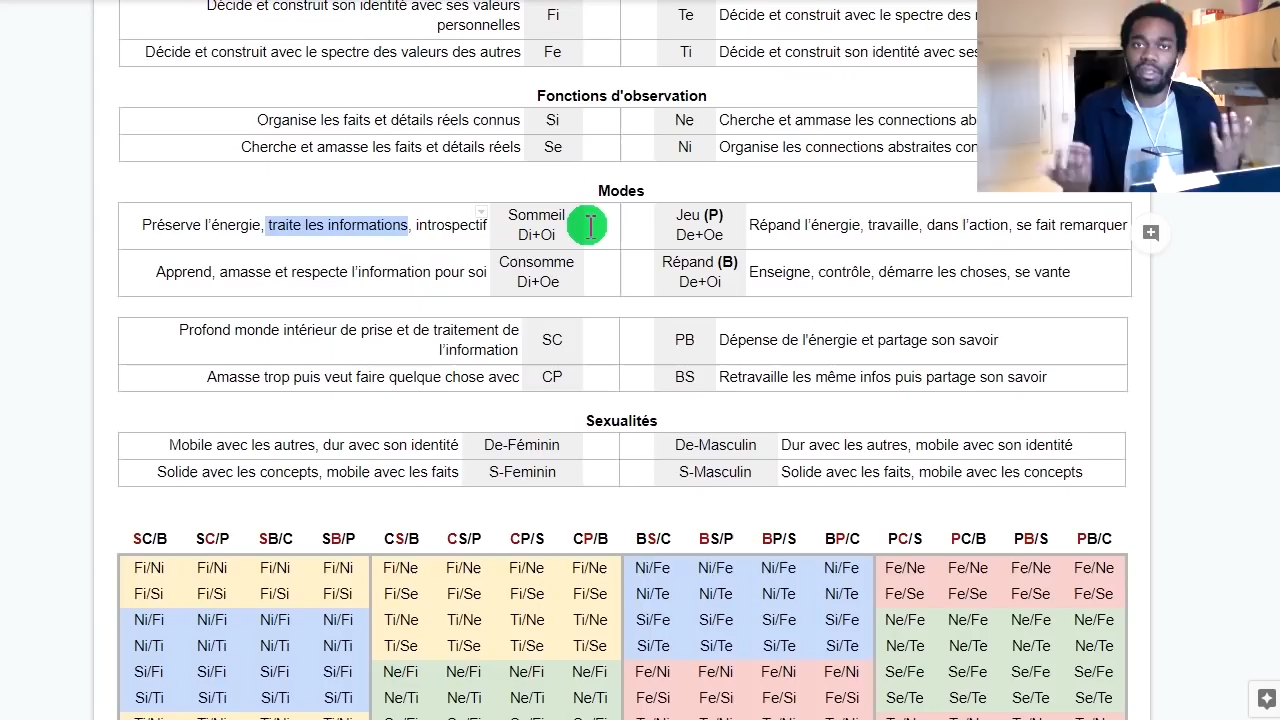 Décide et construit son identité avec ses valeurs
personnelles
Fi
Te
Décide et construit avec le spectre des
Décide et construit avec le spectre des valeurs des autres
Fe
Ti
Décide et construit son identité avec
Fonctions d'observation
Organise les faits et détails réels connus
Si
Ne
Cherche et ammase les connections
Cherche et amasse les faits et détails réels
Se
Ni
Organise les connections abstraites
Modes
Préserve l'énergie, traite les informations, introspectif
Sommeil
Di+Oi
Jeu (P)
De+Oe
Répand l'énergie, travaille, dans l'action, se fait remarquer
Apprend, amasse et respecte l'information pour soi
Consomme
Di+Oe
Répand (B)
De+Oi
Enseigne, contrôle, démarre les choses, se vante
Profond monde intérieur de prise et de traitement de
l'information
SC
PB
Dépense de l'énergie et partage son savoir
Amasse trop puis veut faire quelque chose avec
CP
BS
Retravaille les même infos puis partage son savoir
Sexualités
Mobile avec les autres, dur avec son identité
De-Féminin
De-Masculin
Dur avec les autres, mobile avec son identité
Solide avec les concepts, mobile avec les faits
S-Feminin
S-Masculin
Solide avec les faits, mobile avec les concepts
SC/B SC/P SB/C SB/P CS/B CS/P CP/S CP/B BS/C BS/P BP/S BP/C PC/S PC/B PB/S PB/C
Fi/Ni Fi/Ni Fi/Ni Fi/Ni Fi/Ne Fi/Ne Fi/Ne Fi/Ne Ni/Fe Ni/Fe Ni/Fe Ni/Fe Fe/Ne Fe/Ne Fe/Ne Fe/Ne
Fi/Si Fi/Si Fi/Si Fi/Si Fi/Se Fi/Se Fi/Se Fi/Se Ni/Te Ni/Te Ni/Te Ni/Te Fe/Se Fe/Se Fe/Se Fe/Se
Ni/Fi Ni/Fi Ni/Fi Ni/Fi Ti/Ne Ti/Ne Ti/Ne Ti/Ne Si/Fe Si/Fe Si/Fe Si/Fe Ne/Fe Ne/Fe Ne/Fe Ne/Fe
Ni/Ti Ni/Ti Ni/Ti Ni/Ti Ti/Se Ti/Se Ti/Se Ti/Se Si/Te Si/Te Si/Te Si/Te Ne/Te Ne/Te Ne/Te Ne/Te
Si/Fi Si/Fi Si/Fi Si/Fi Ne/Fi Ne/Fi Ne/Fi Ne/Fi Fe/Ni Fe/Ni Fe/Ni Fe/Ni Se/Fe Se/Fe Se/Fe Se/Fe
Si/Ti Si/Ti Si/Ti Si/Ti Ne/Ti Ne/Ti Ne/Ti Ne/Ti Fe/Si Fe/Si Fe/Si Fe/Si Se/Te Se/Te Se/Te Se/Te